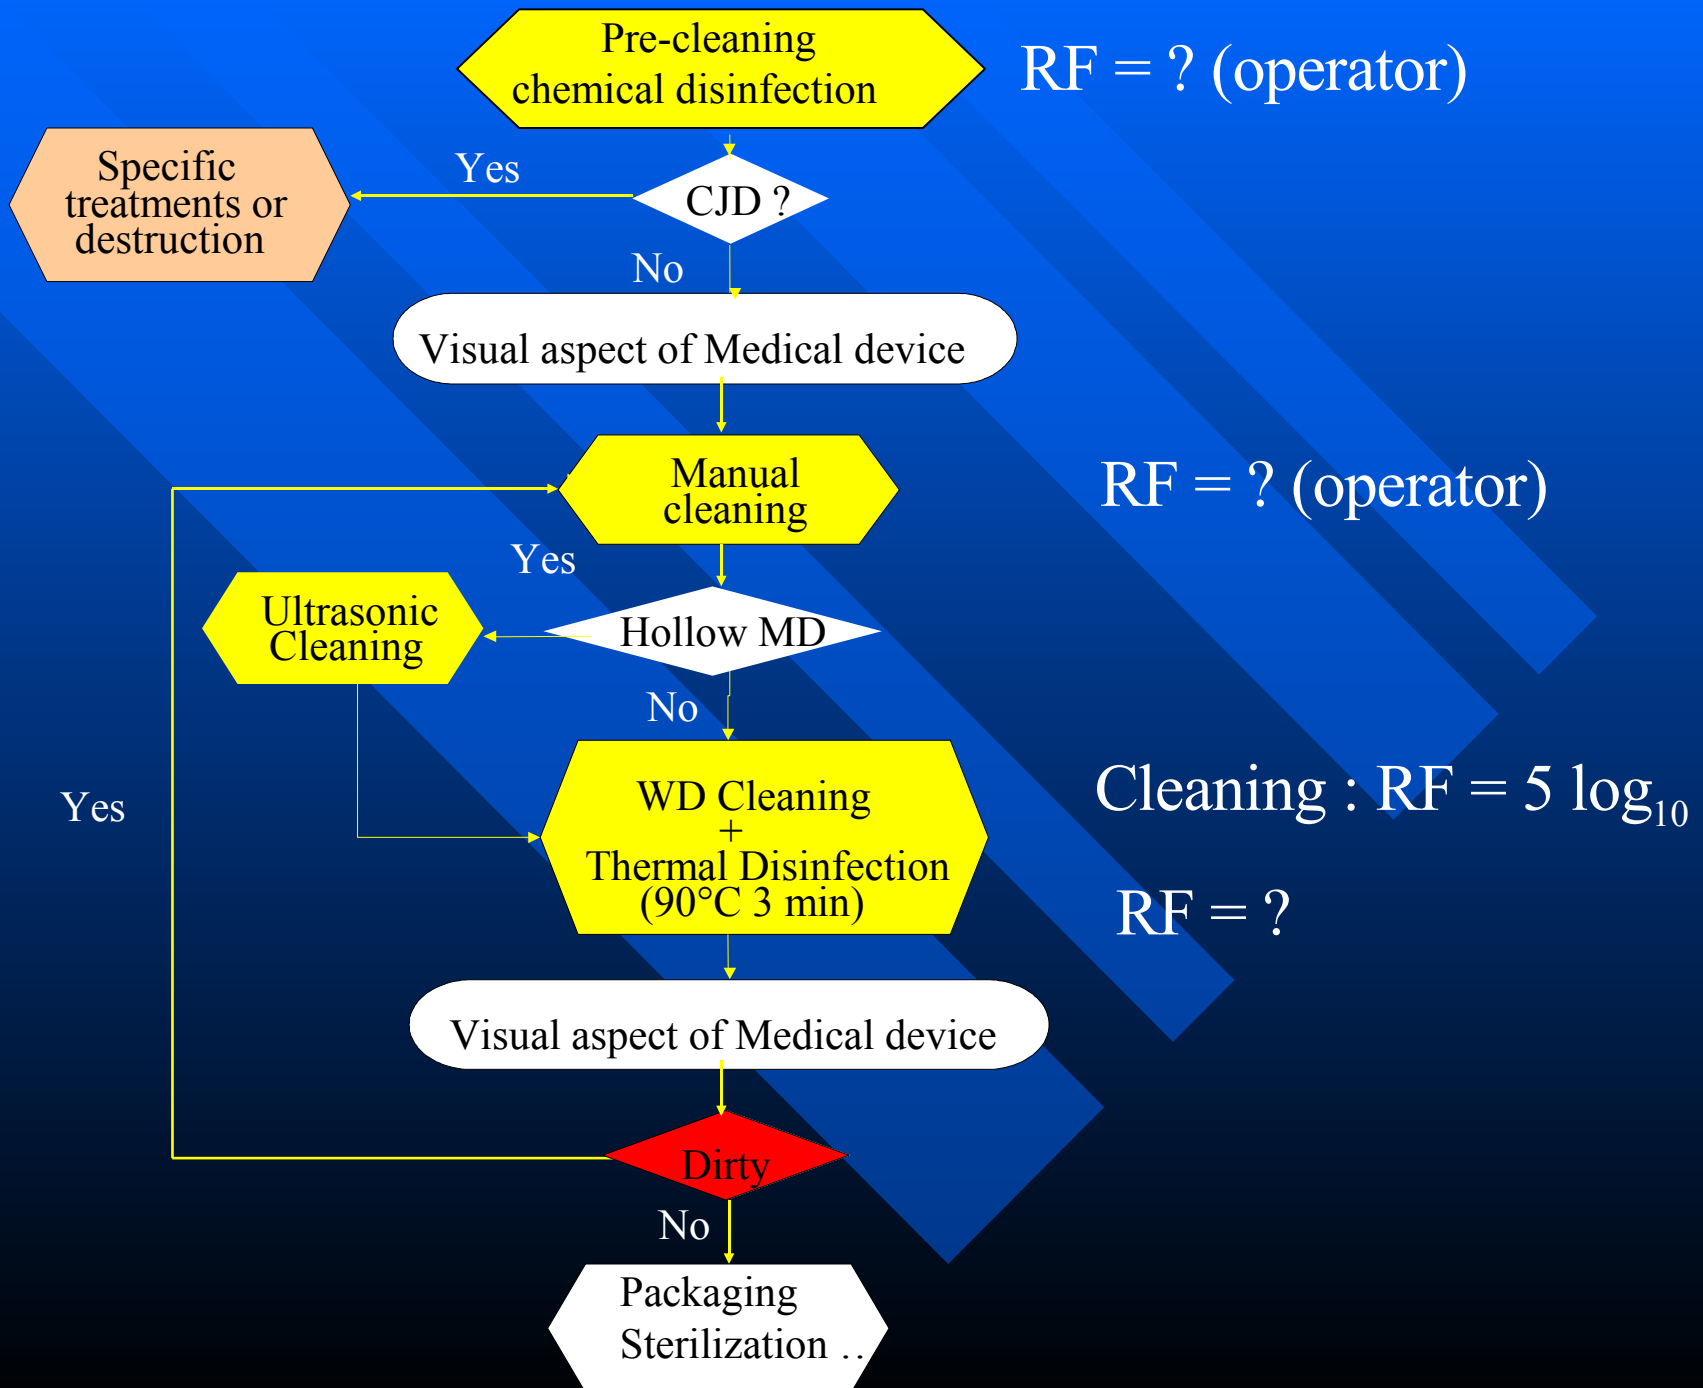 Pre-cleaning
chemical disinfection
RF = ? (operator)
Specific
treatments or
destruction
Yes
CJD ?
No
Visual aspect of Medical device
Manual
cleaning
RF = ? (operator)
Yes
Ultrasonic
Cleaning
Hollow MD
No
WD Cleaning
+
Thermal Disinfection
(90°C 3 min)
Cleaning : RF = 5 log₁₀
RF = ?
Yes
Visual aspect of Medical device
Dirty
No
Packaging
Sterilization ..